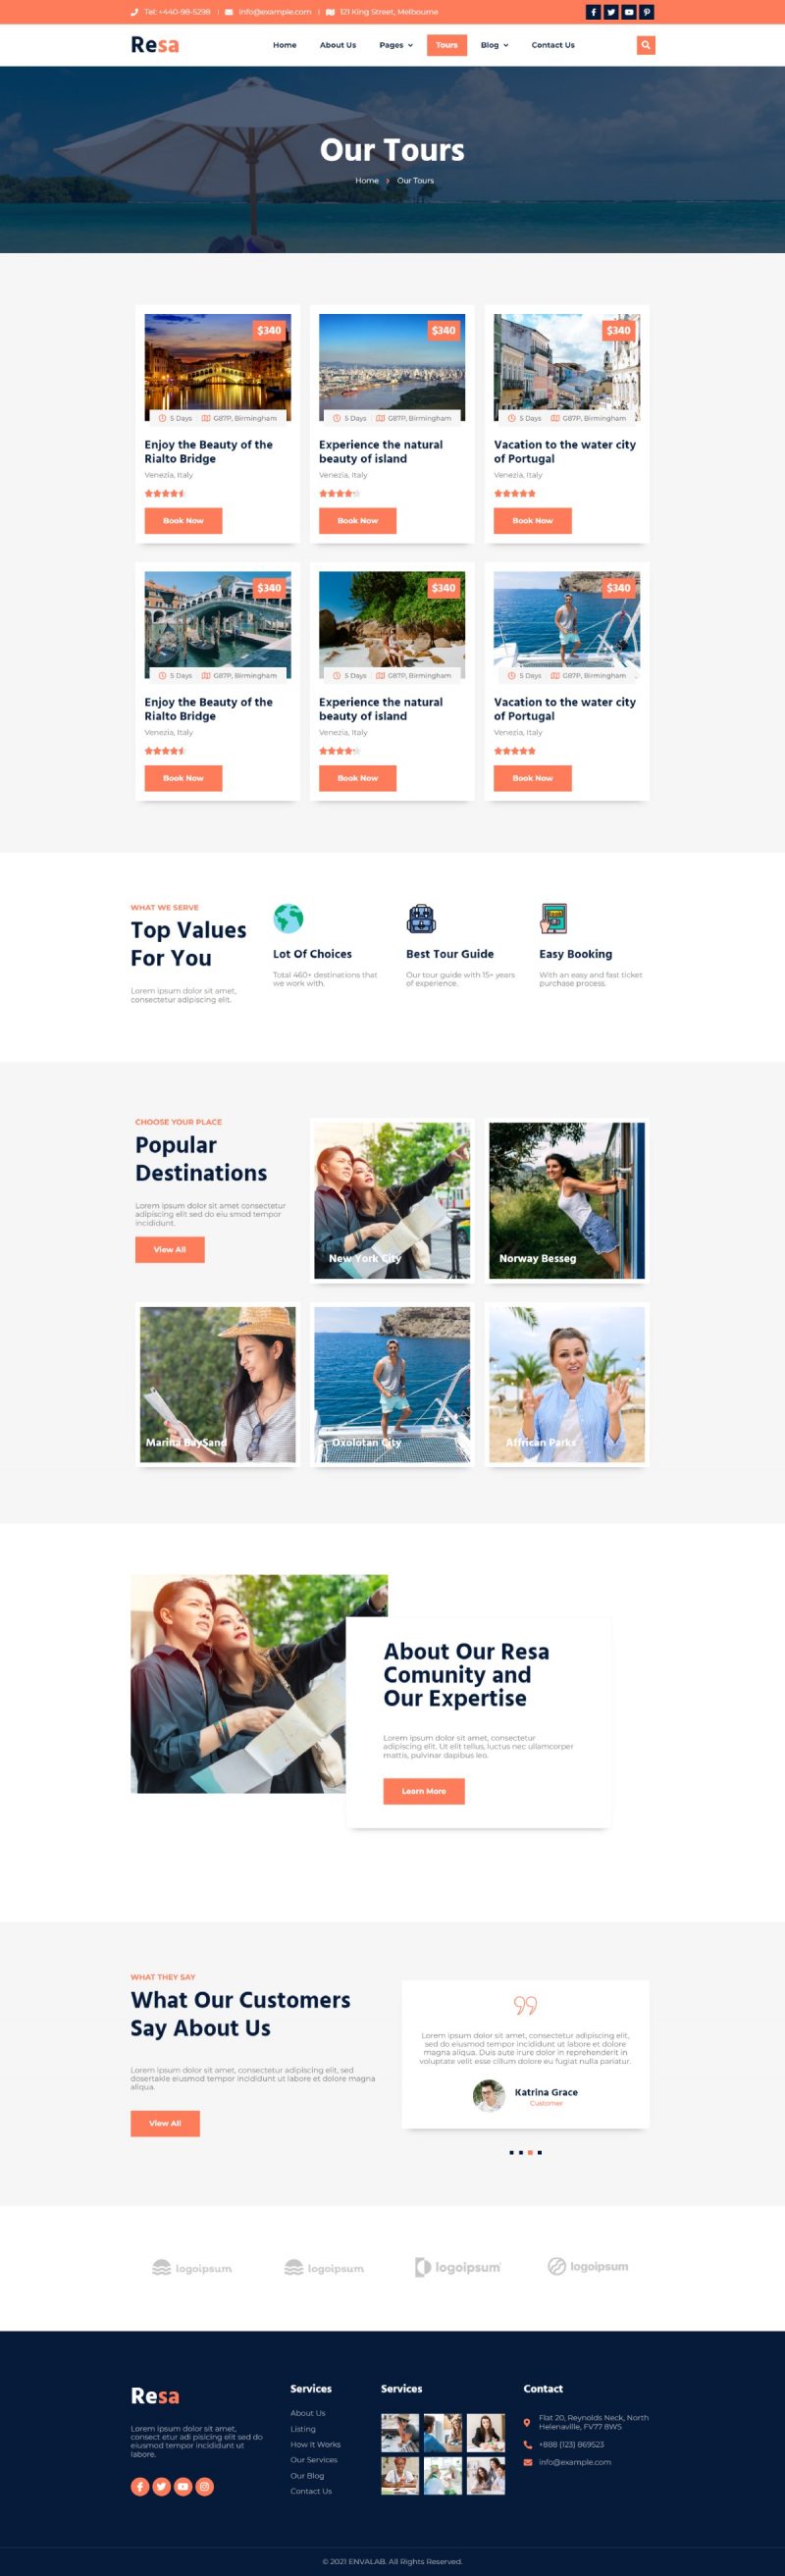 Tel: +440-98-5298 | info@example.com | 121 King Street, Melbourne
Resa
Home About Us Pages Tours Blog Contact Us
Our Tours
Home Our Tours
$340
5 Days G87P, Birmingham
Enjoy the Beauty of the
Rialto Bridge
Venezia, Italy
Book Now
$340
5 Days G87P, Birmingham
Experience the natural
beauty of island
Venezia, Italy
Book Now
$340
5 Days G87P, Birmingham
Vacation to the water city
of Portugal
Venezia, Italy
Book Now
$340
5 Days G87P, Birmingham
Enjoy the Beauty of the
Rialto Bridge
Venezia, Italy
Book Now
$340
5 Days G87P, Birmingham
Experience the natural
beauty of island
Venezia, Italy
Book Now
$340
5 Days G87P, Birmingham
Vacation to the water city
of Portugal
Venezia, Italy
Book Now
WHAT WE SERVE
Top Values
For You
Lorem ipsum dolor sit amet,
consectetur adipiscing elit.
Lot Of Choices
Total 460+ destinations that
we work with.
Best Tour Guide
Our tour guide with 15+ years
of experience.
Easy Booking
With an easy and fast ticket
purchase process.
CHOOSE YOUR PLACE
Popular
Destinations
Lorem ipsum dolor sit amet consectetur
adipiscing elit sed do eiu smod tempor
incididunt.
View All
New York City
Norway Besseg
Marina BaySand
Oxolotan City
Affrican Parks
About Our Resa
Comunity and
Our Expertise
Lorem ipsum dolor sit amet, consectetur
adipiscing elit. Ut elit tellus, luctus nec ullamcorper
mattis, pulvinar dapibus leo.
Learn More
WHAT THEY SAY
What Our Customers
Say About Us
Lorem ipsum dolor sit amet, consectetur adipiscing elit, sed
dosertakle eiusmod tempor incididunt ut labore et dolore magna
aliqua.
View All
Lorem ipsum dolor sit amet, consectetur adipiscing elit,
sed do eiusmod tempor incididunt ut labore et dolore
magna aliqua. Duis aute irure dolor in reprehenderit in
voluptate velit esse cillum dolore eu fugiat nulla pariatur.
Katrina Grace
Customer
logoipsum
logoipsum
logoipsum
logoipsum
Resa
Lorem ipsum dolor sit amet,
consect etur adi pisicing elit sed do
eiusmod tempor incididunt ut
labore.
Services
About Us
Listing
How It Works
Our Services
Our Blog
Contact Us
Services
Contact
Flat 20, Reynolds Neck, North
Helenaville, FV77 8WS
+888 (123) 869523
info@example.com
© 2021 ENVALAB. All Rights Reserved.